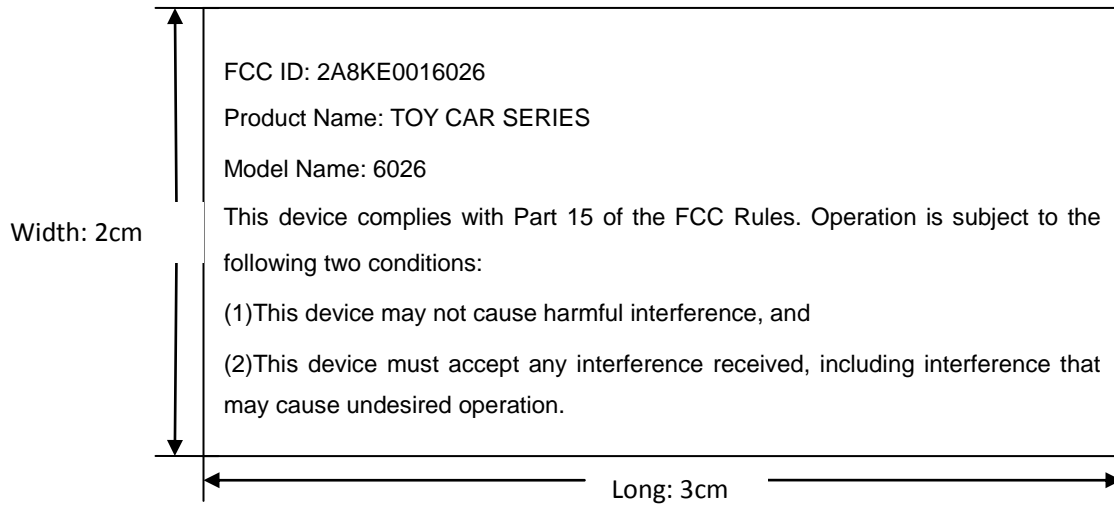 FCC ID: 2A8KE0016026
Product Name: TOY CAR SERIES
Model Name: 6026
This device complies with Part 15 of the FCC Rules. Operation is subject to the
following two conditions:
(1)This device may not cause harmful interference, and
(2)This device must accept any interference received, including interference that
may cause undesired operation.
Width: 2cm
Long: 3cm